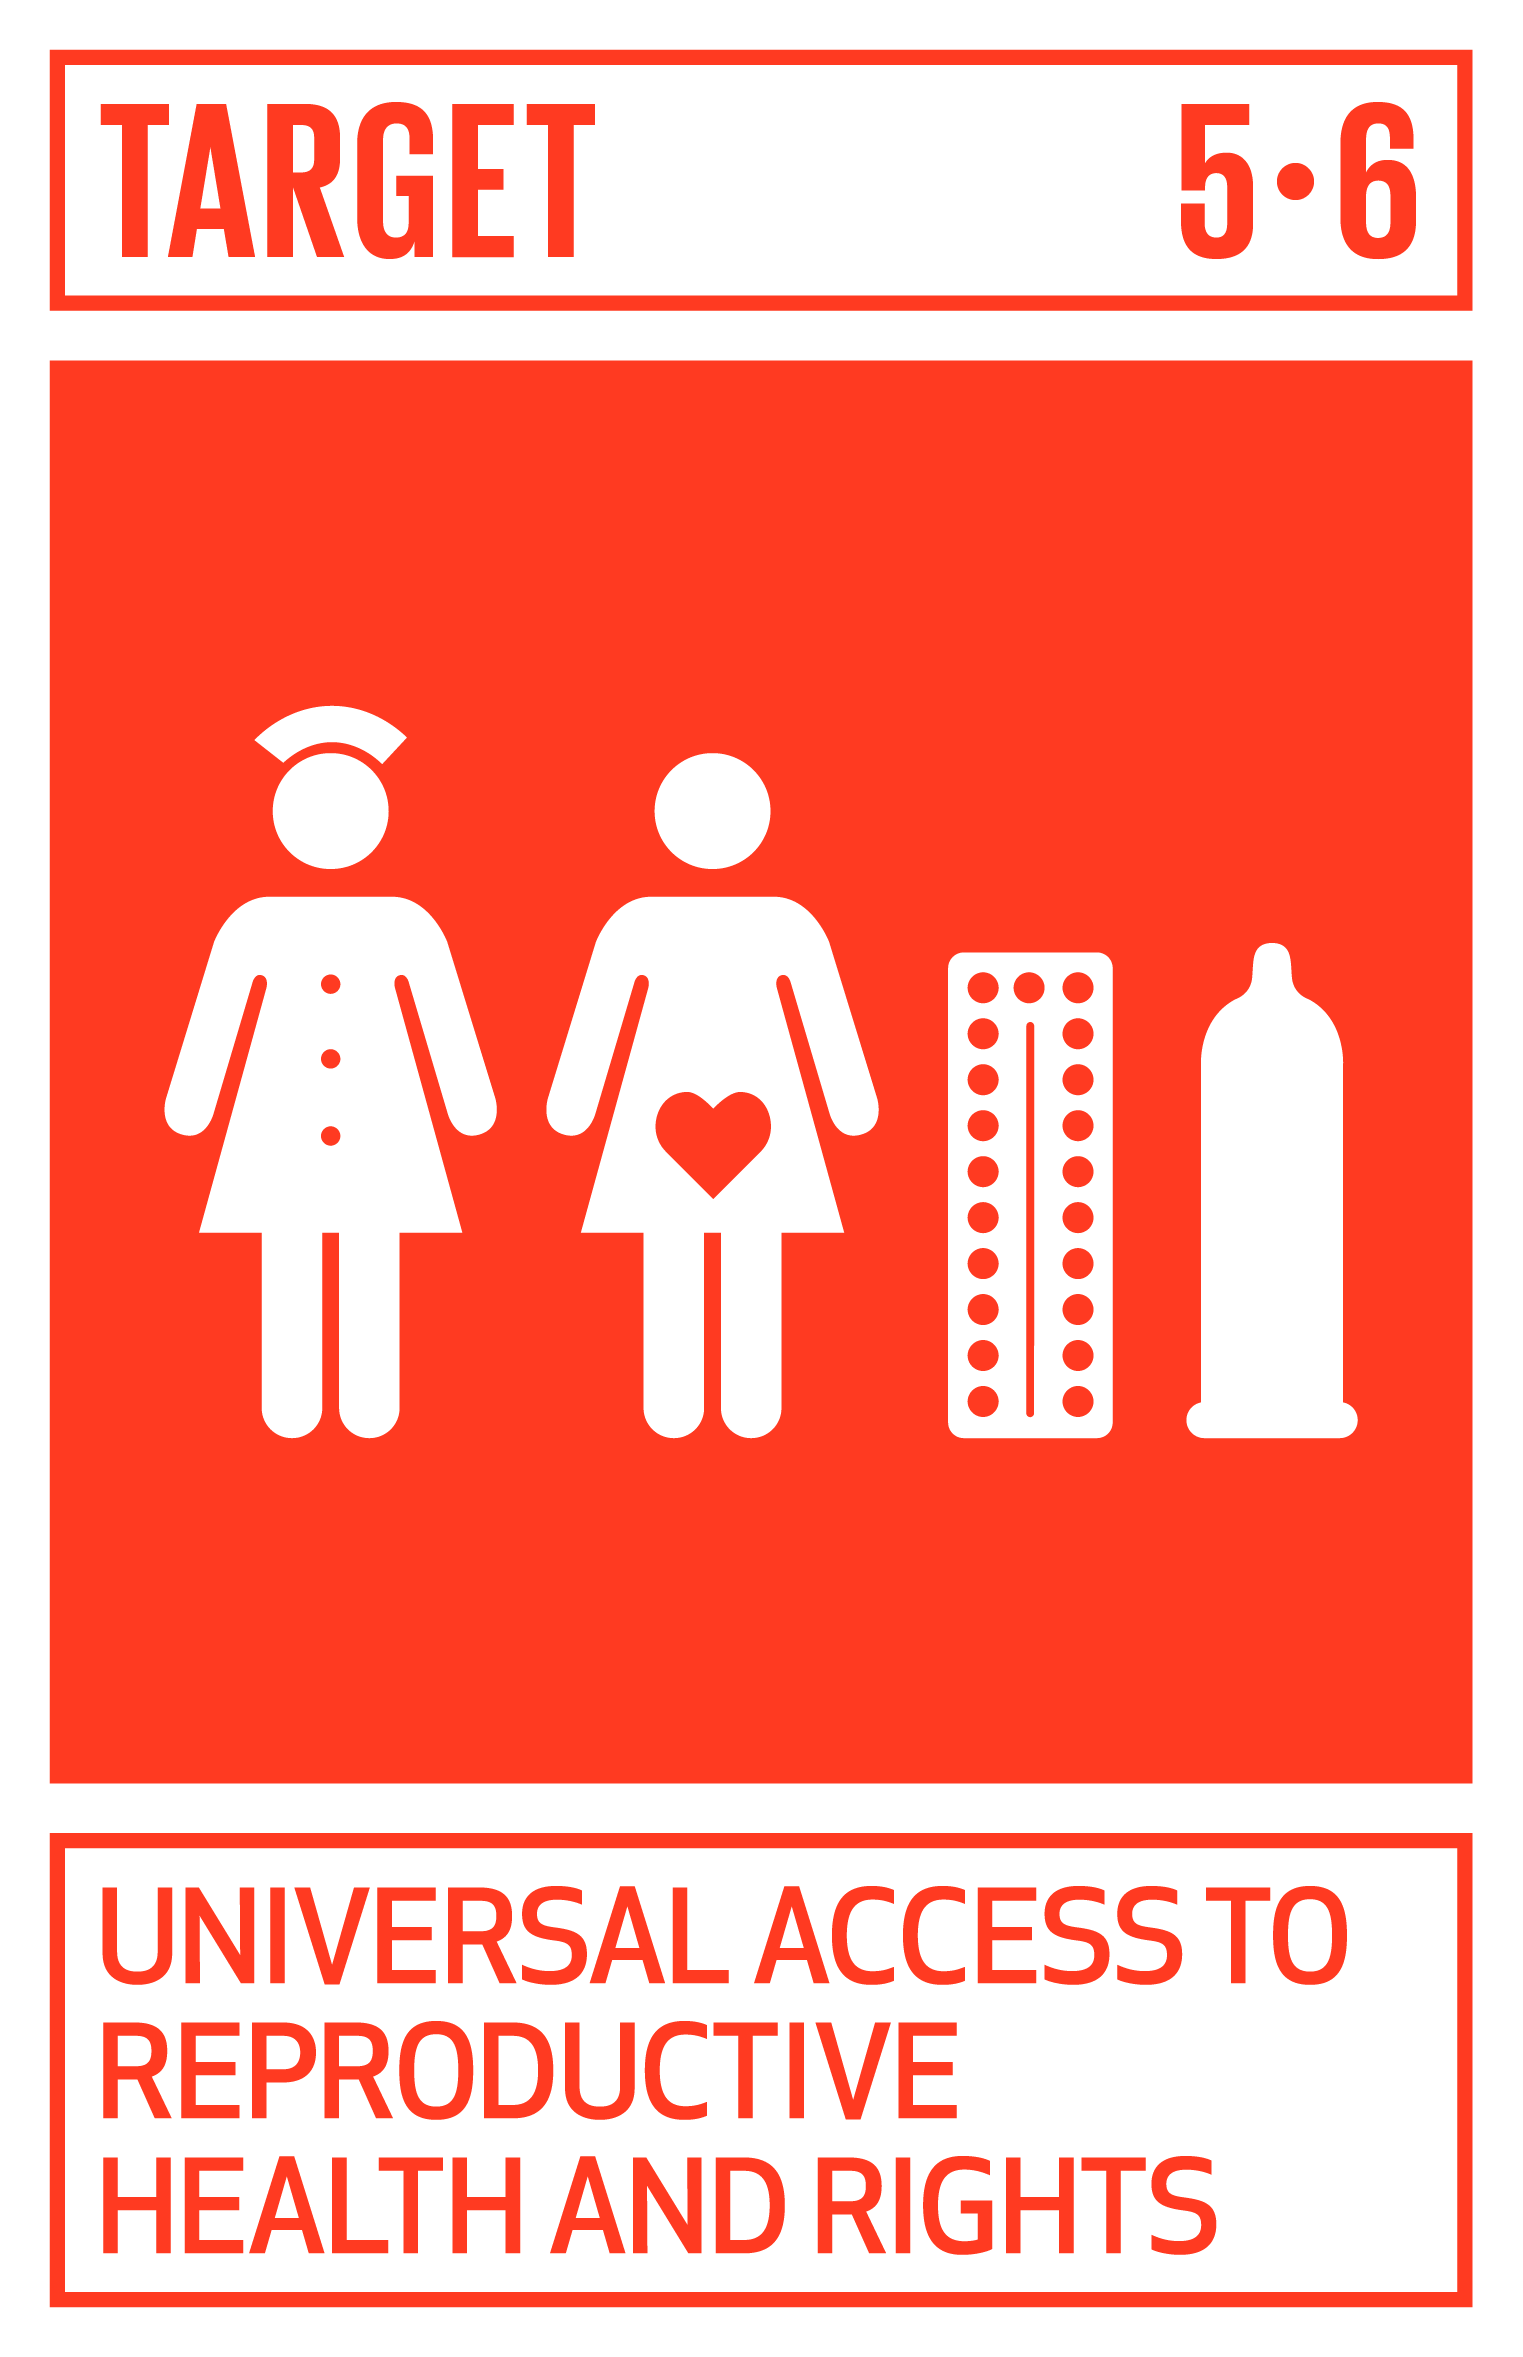 TARGET 5·6
UNIVERSAL ACCESS TO
REPRODUCTIVE
HEALTH AND RIGHTS